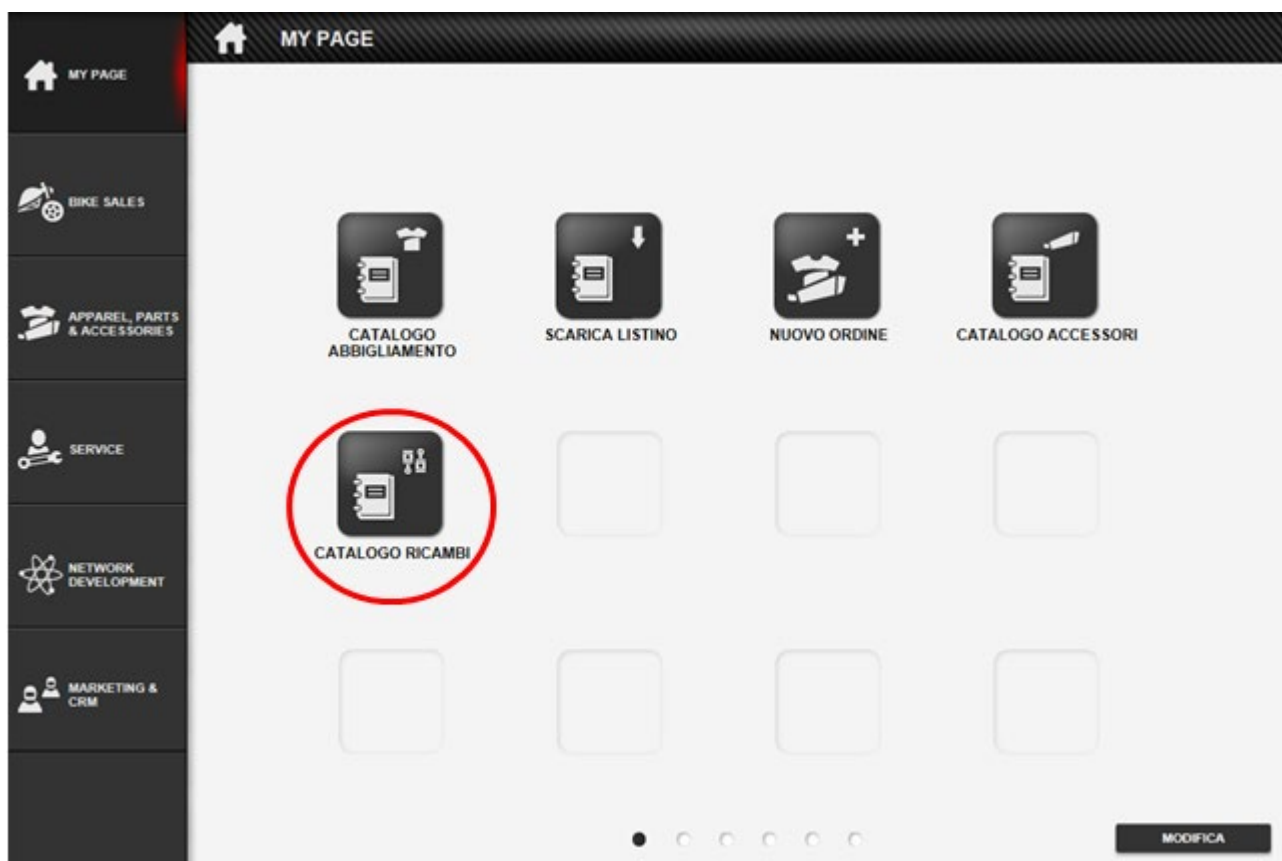 MY PAGE
MY PAGE
BIKE SALES
APPAREL, PARTS
& ACCESSORIES
SERVICE
NETWORK
DEVELOPMENT
MARKETING &
CRM
CATALOGO
ABBIGLIAMENTO
SCARICA LISTINO
NUOVO ORDINE
CATALOGO ACCESSORI
CATALOGO RICAMBI
MODIFICA